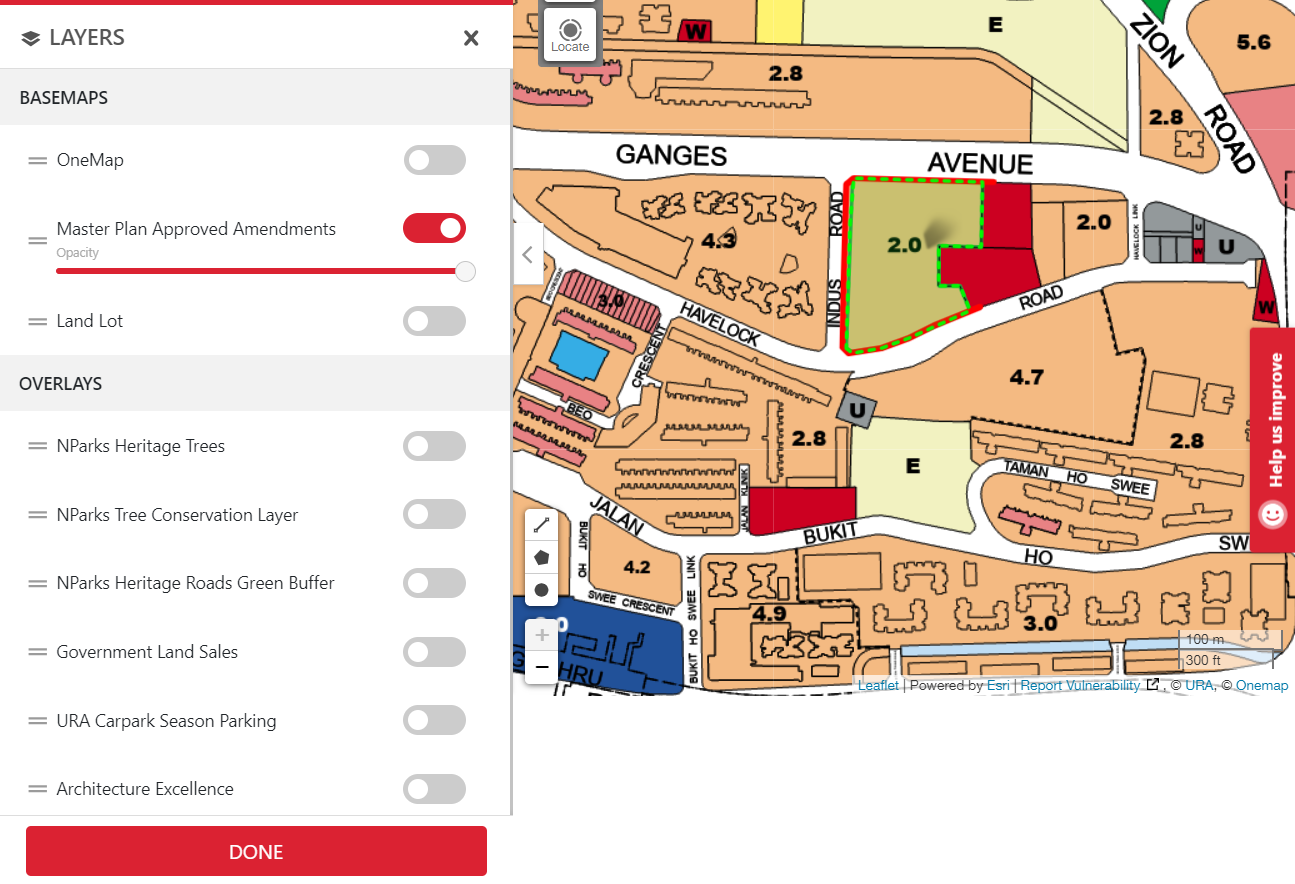 LAYERS
BASEMAPS
OneMap
Master Plan Approved Amendments
Opacity
Land Lot
OVERLAYS
NParks Heritage Trees
NParks Tree Conservation Layer
NParks Heritage Roads Green Buffer
Government Land Sales
URA Carpark Season Parking
Architecture Excellence
DONE
Locate
W
E
ZION
ROAD
5.6
2.8
2.8
GANGES
AVENUE
INDUS
ROAD
4.3
2.0
2.0
HAVELOCK LINK
U
W
U
W
3.0
HAVELOCK
ROAD
CRESCENT
BEO
4.7
U
2.8
E
2.8
TAMAN HO SWEE
JALAN KLINIK
JALAN
BUKIT
HO
SW
BUKIT HO
SWEE CRESCENT
4.2
BUKIT HO SWEE LINK
4.9
3.0
HRU
Help us improve
100 m
300 ft
Leaflet | Powered by Esri | Report Vulnerability , © URA, © Onemap